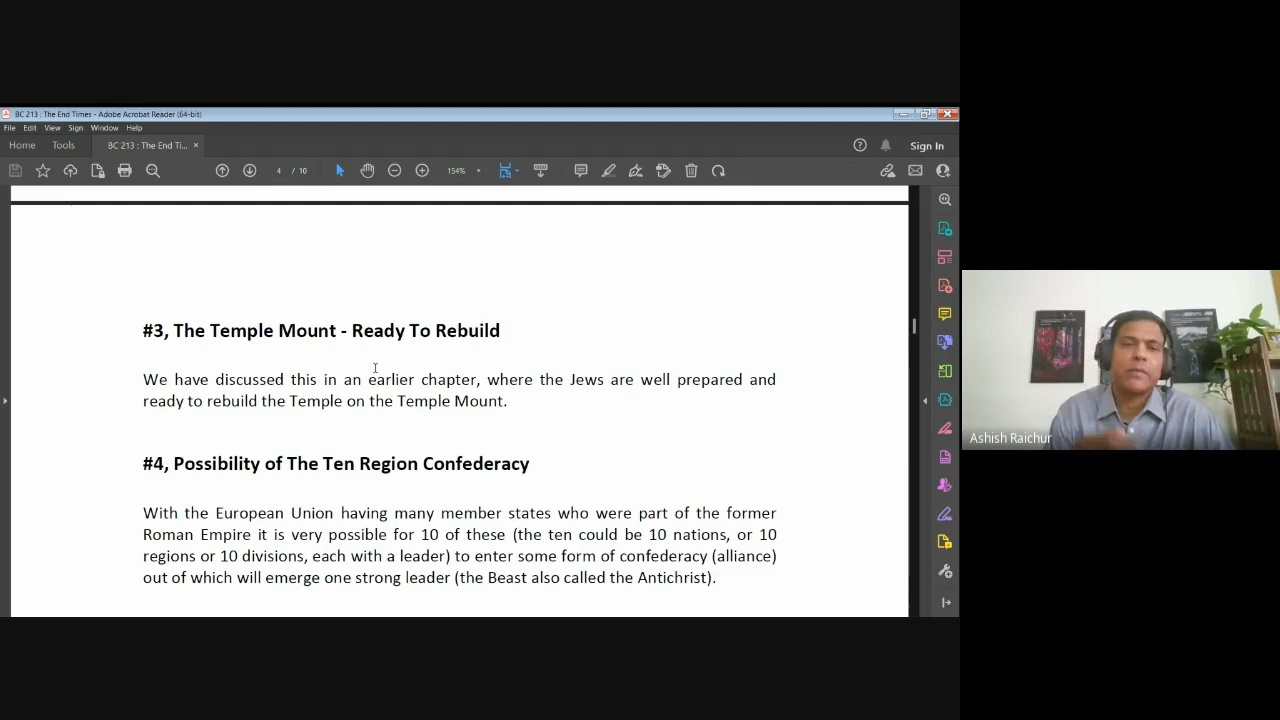 BC 213 : The End Times - Adobe Acrobat Reader (64-bit)
File Edit View Sign Window Help
Home Tools BC 213 : The End Ti... × Sign In
4 / 10 154%
#3, The Temple Mount - Ready To Rebuild
We have discussed this in an earlier chapter, where the Jews are well prepared and
ready to rebuild the Temple on the Temple Mount.
#4, Possibility of The Ten Region Confederacy
With the European Union having many member states who were part of the former
Roman Empire it is very possible for 10 of these (the ten could be 10 nations, or 10
regions or 10 divisions, each with a leader) to enter some form of confederacy (alliance)
out of which will emerge one strong leader (the Beast also called the Antichrist).
Ashish Raichur